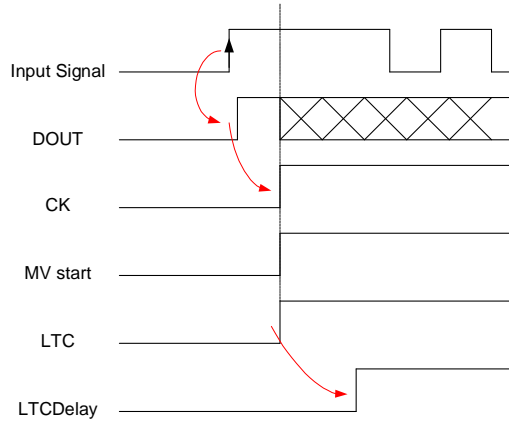 Input Signal
DOUT
CK
MV start
LTC
LTCDelay